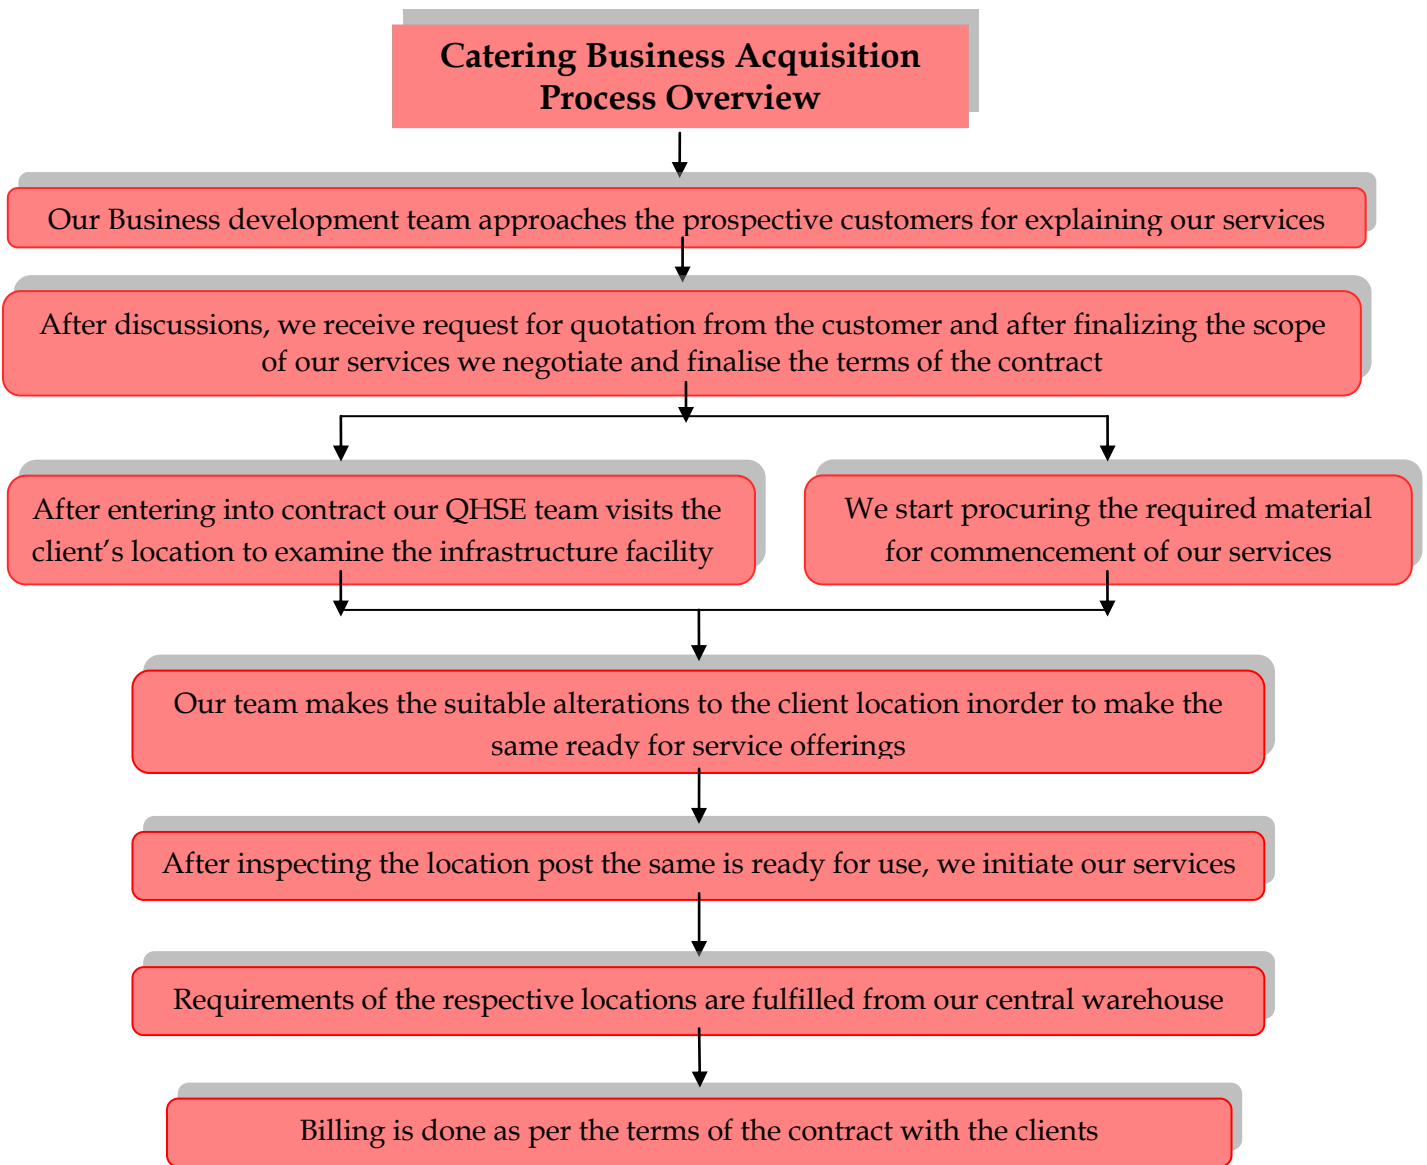 Catering Business Acquisition
Process Overview
Our Business development team approaches the prospective customers for explaining our services
After discussions, we receive request for quotation from the customer and after finalizing the scope
of our services we negotiate and finalise the terms of the contract
After entering into contract our QHSE team visits the
client’s location to examine the infrastructure facility
We start procuring the required material
for commencement of our services
Our team makes the suitable alterations to the client location inorder to make the
same ready for service offerings
After inspecting the location post the same is ready for use, we initiate our services
Requirements of the respective locations are fulfilled from our central warehouse
Billing is done as per the terms of the contract with the clients